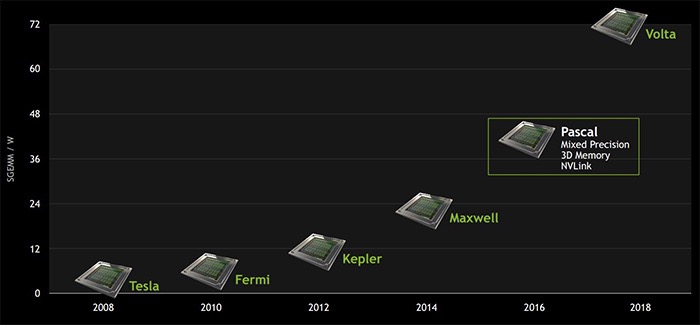 72
Volta
60
48
Pascal
Mixed Precision
3D Memory
NVLink
36
SGEMM / W
24
Maxwell
12
Kepler
Fermi
Tesla
0
2008 2010 2012 2014 2016 2018